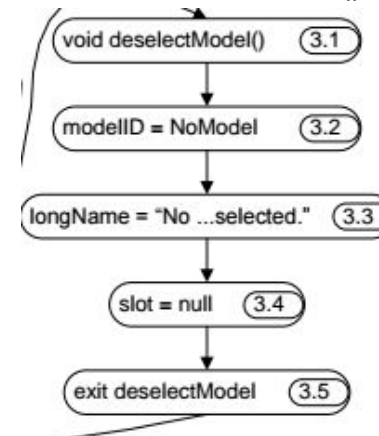 void deselectModel() 3.1
modelID = NoModel 3.2
longName = “No ...selected." 3.3
slot = null 3.4
exit deselectModel 3.5